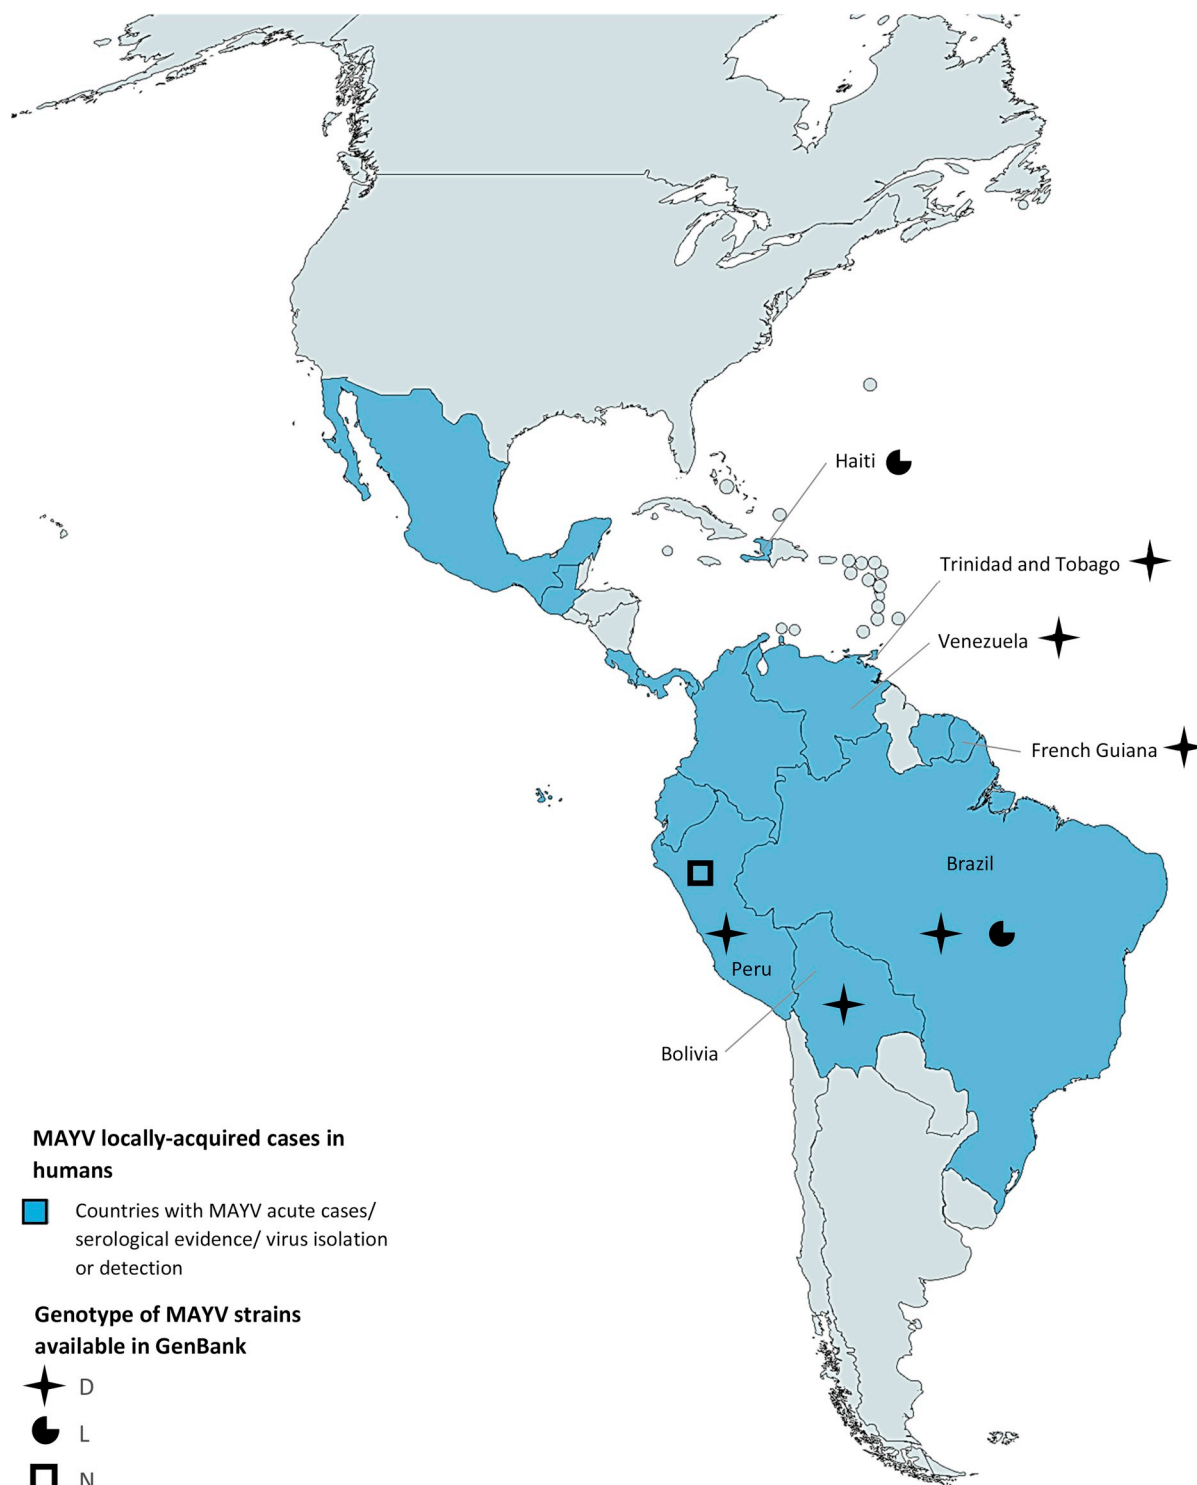 Haiti
Trinidad and Tobago
Venezuela
French Guiana
Brazil
Peru
Bolivia
MAYV locally-acquired cases in
humans
Countries with MAYV acute cases/
serological evidence/ virus isolation
or detection
Genotype of MAYV strains
available in GenBank
D
L
N